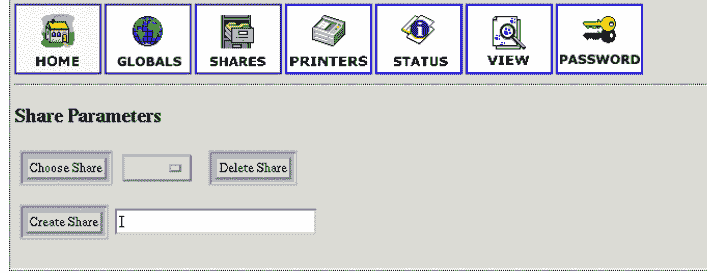 HOME GLOBALS SHARES PRINTERS STATUS VIEW PASSWORD
Share Parameters
Choose Share Delete Share
Create Share